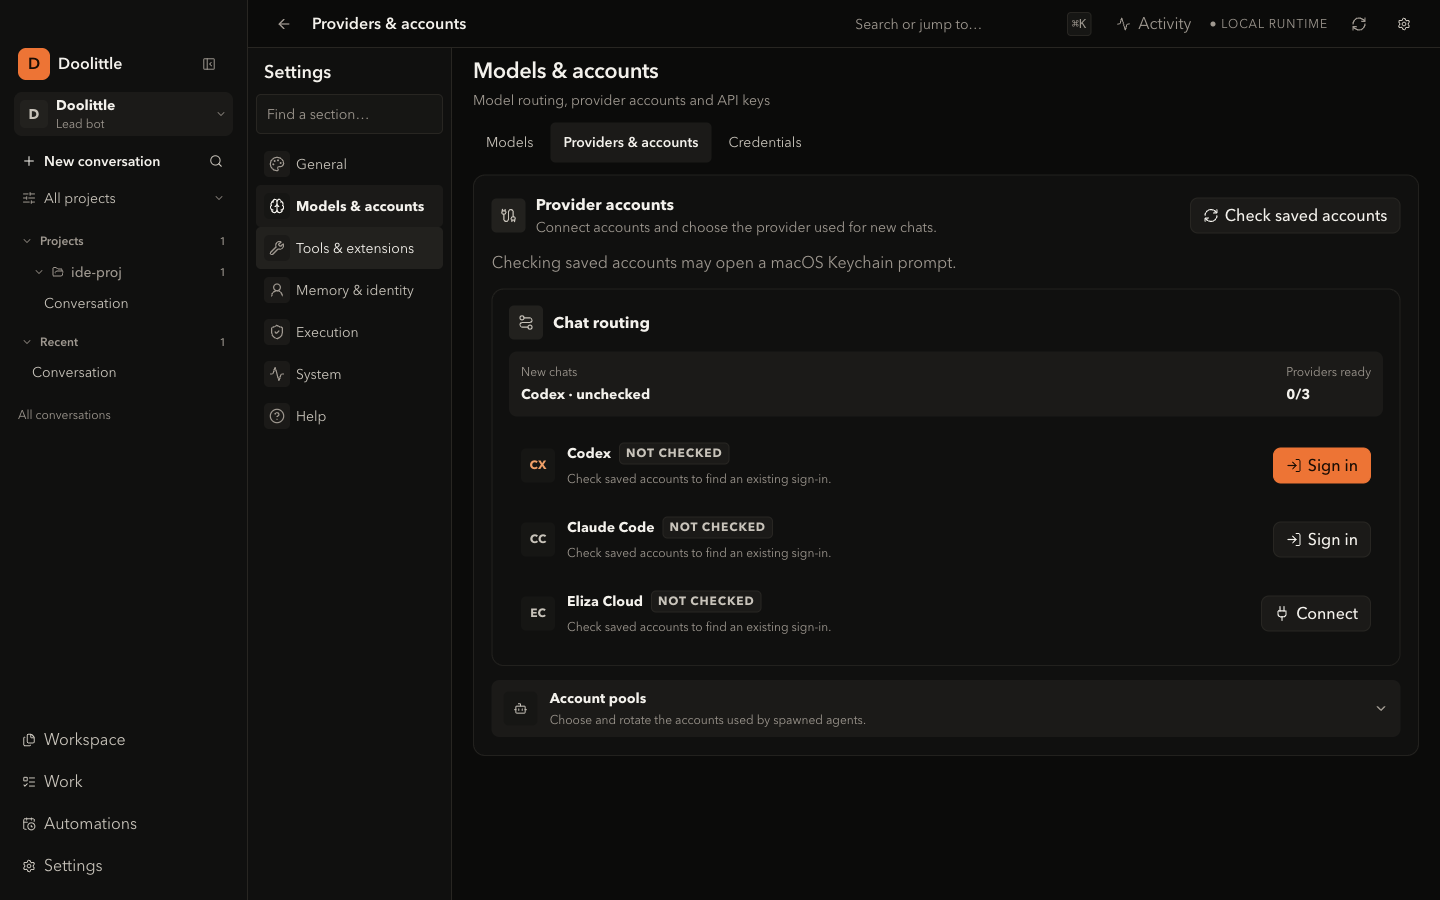 Providers & accounts
Search or jump to…
⌘K
Activity
LOCAL RUNTIME
D
Doolittle
D
Doolittle
Lead bot
New conversation
All projects
Projects
1
ide-proj
1
Conversation
Recent
1
Conversation
All conversations
Workspace
Work
Automations
Settings
Settings
Find a section…
General
Models & accounts
Tools & extensions
Memory & identity
Execution
System
Help
Models & accounts
Model routing, provider accounts and API keys
Models
Providers & accounts
Credentials
Provider accounts
Connect accounts and choose the provider used for new chats.
Check saved accounts
Checking saved accounts may open a macOS Keychain prompt.
Chat routing
New chats
Codex · unchecked
Providers ready
0/3
CX
Codex
NOT CHECKED
Check saved accounts to find an existing sign-in.
Sign in
CC
Claude Code
NOT CHECKED
Check saved accounts to find an existing sign-in.
Sign in
EC
Eliza Cloud
NOT CHECKED
Check saved accounts to find an existing sign-in.
Connect
Account pools
Choose and rotate the accounts used by spawned agents.